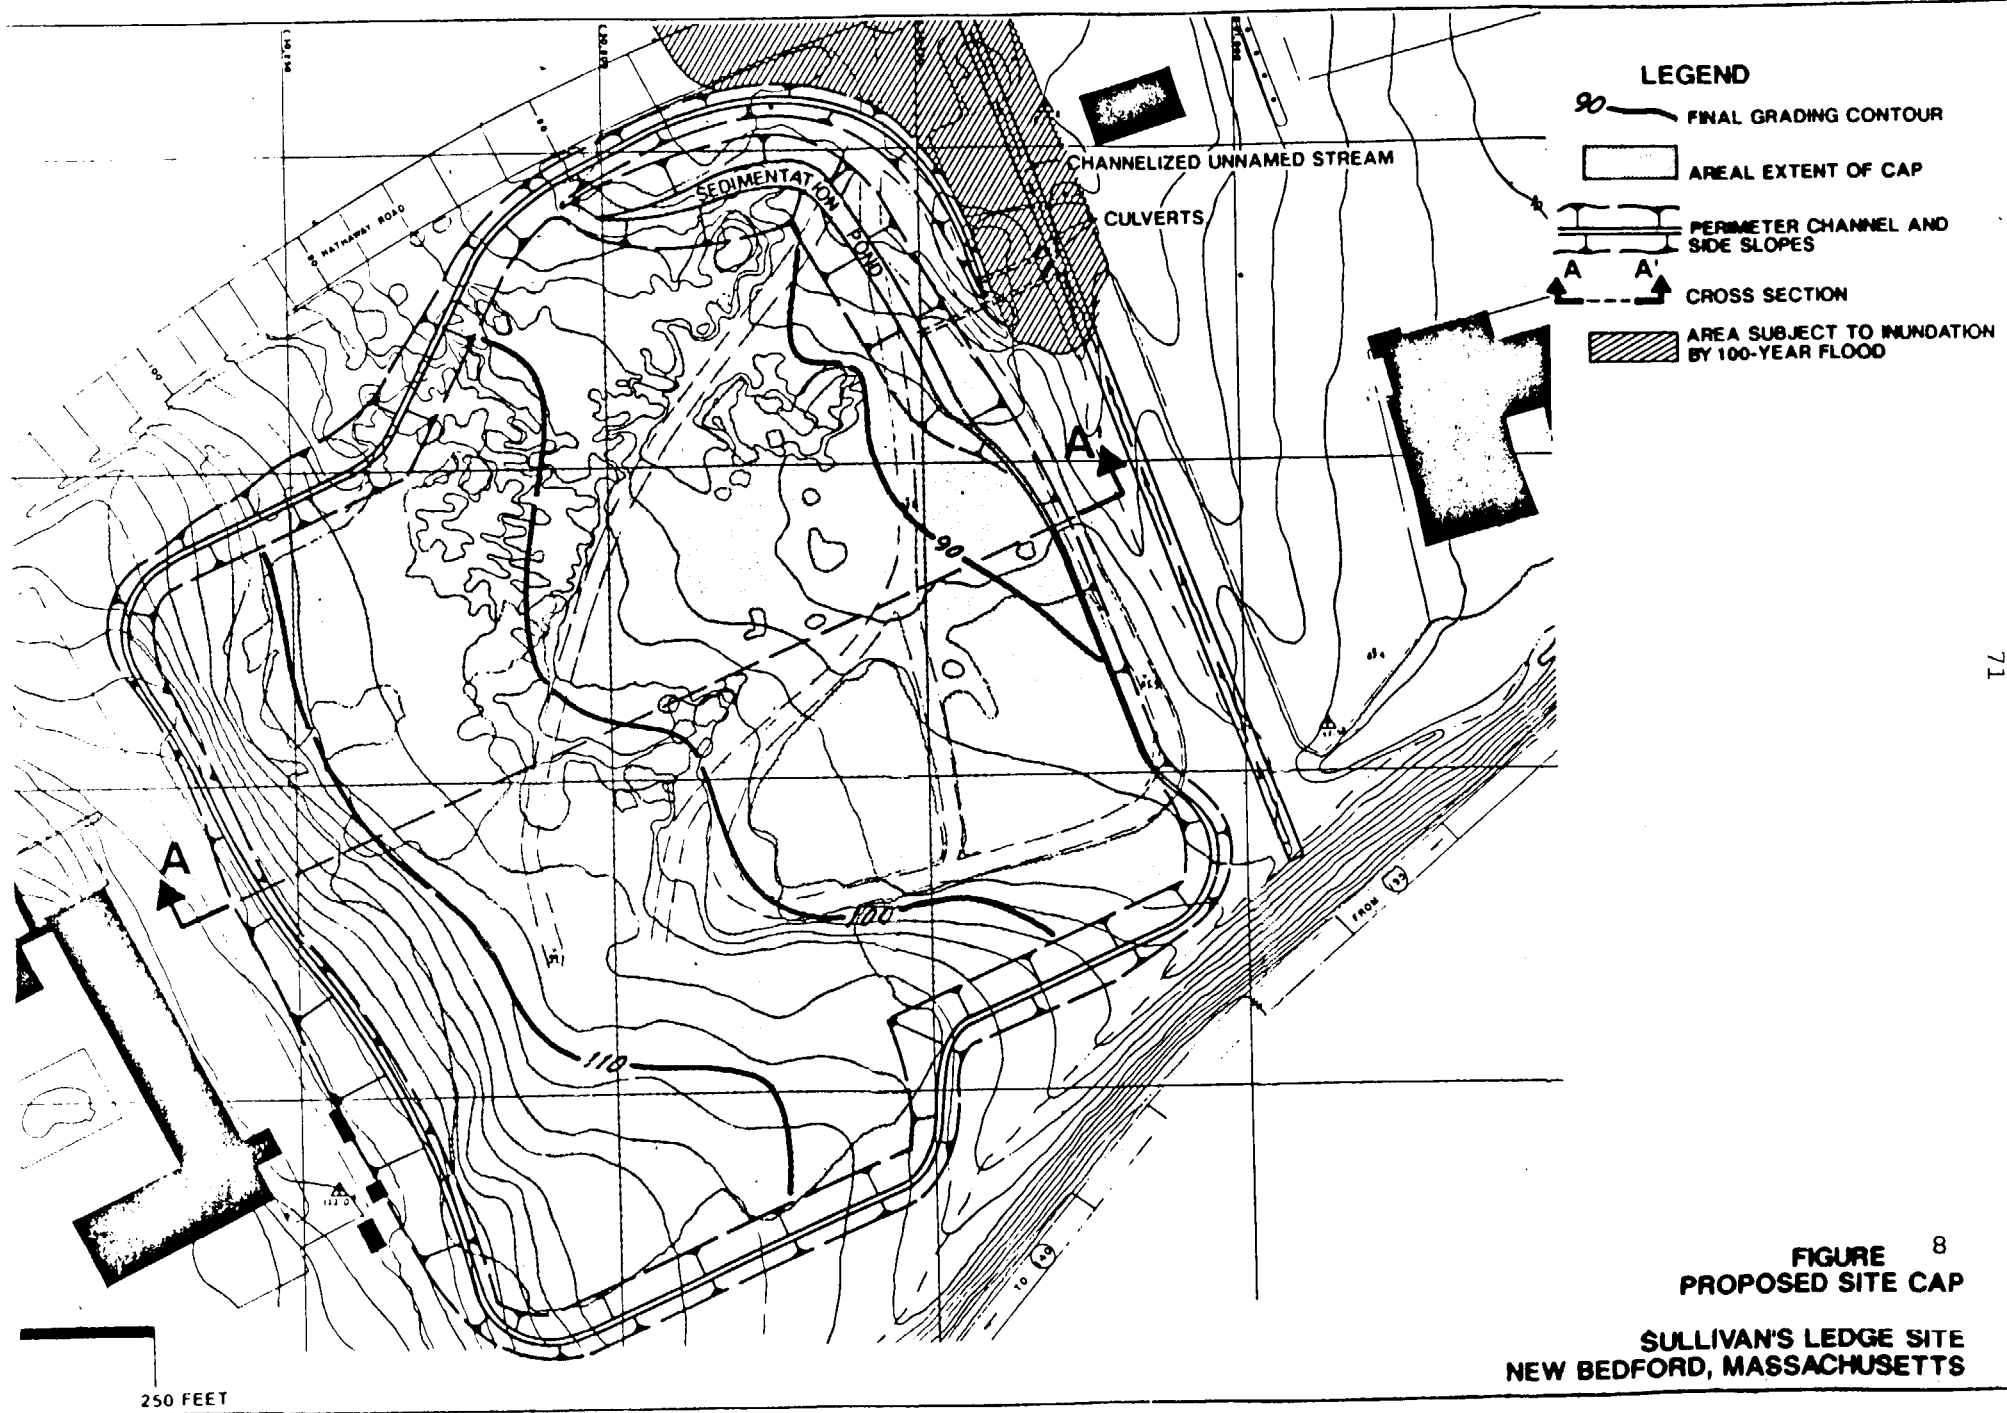 LEGEND
90
FINAL GRADING CONTOUR
AREAL EXTENT OF CAP
PERIMETER CHANNEL AND
SIDE SLOPES
A A'
CROSS SECTION
AREA SUBJECT TO INUNDATION
BY 100-YEAR FLOOD
CHANNELIZED UNNAMED STREAM
CULVERTS
SEDIMENTATION POND
HATHAWAY ROAD
A
90
A
100
110
FROM
TO 140
71
250 FEET
FIGURE 8
PROPOSED SITE CAP
SULLIVAN'S LEDGE SITE
NEW BEDFORD, MASSACHUSETTS